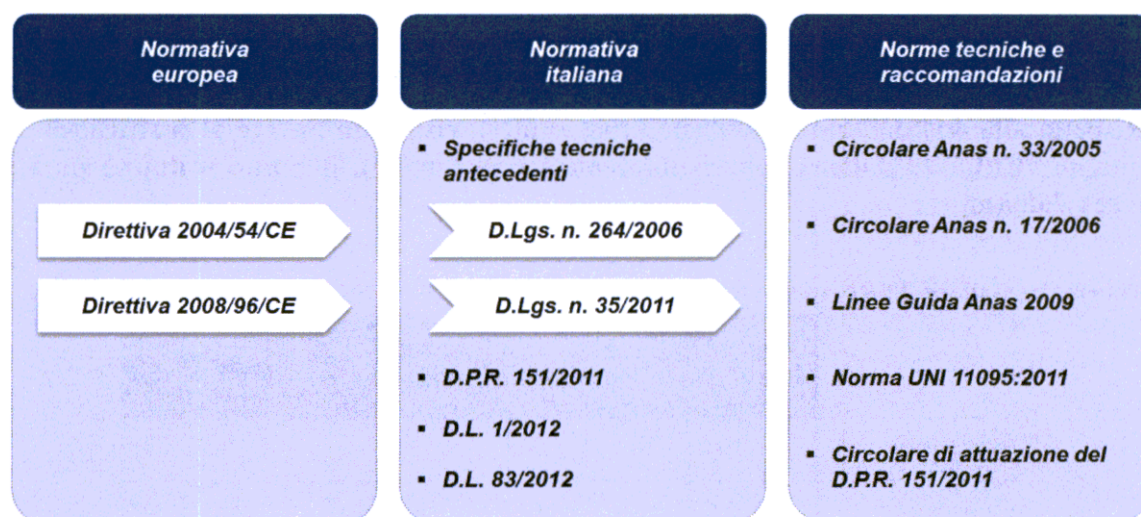 Normativa
europea
Direttiva 2004/54/CE
Direttiva 2008/96/CE
Normativa
italiana
▪ Specifiche tecniche
antecedenti
D.Lgs. n. 264/2006
D.Lgs. n. 35/2011
▪ D.P.R. 151/2011
▪ D.L. 1/2012
▪ D.L. 83/2012
Norme tecniche e
raccomandazioni
▪ Circolare Anas n. 33/2005
▪ Circolare Anas n. 17/2006
▪ Linee Guida Anas 2009
▪ Norma UNI 11095:2011
▪ Circolare di attuazione del
D.P.R. 151/2011